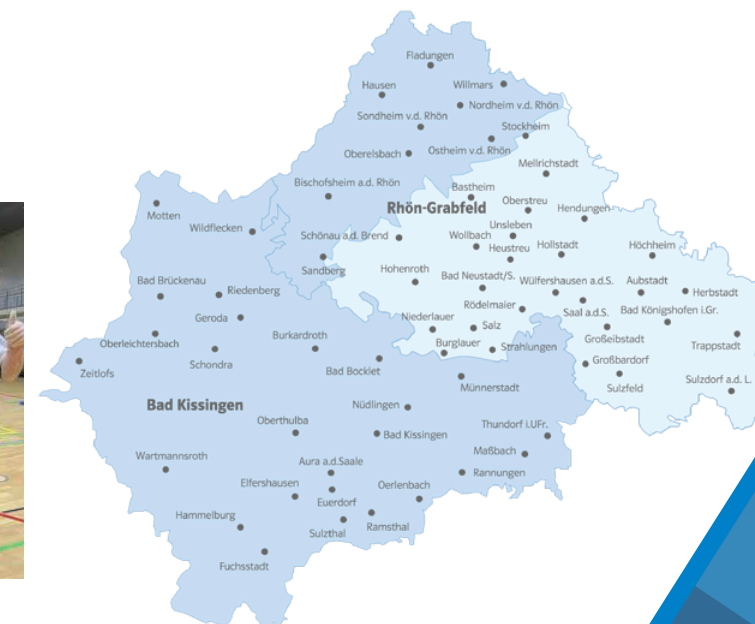 Fladungen
Hausen
Willmars
Nordheim v.d. Rhön
Sondheim v.d. Rhön
Stockheim
Oberelsbach
Ostheim v.d. Rhön
Mellrichstadt
Bischofsheim a.d. Rhön
Bastheim
Oberstreu
Rhön-Grabfeld
Hendungen
Motten
Wildflecken
Schönau a.d. Brend
Unsleben
Wollbach
Heustreu
Hollstadt
Höchheim
Sandberg
Hohenroth
Bad Neustadt/S.
Wülfershausen a.d.S.
Aubstadt
Herbstadt
Bad Brückenau
Riedenberg
Rödelmaier
Saal a.d.S.
Bad Königshofen i.Gr.
Geroda
Niederlauer
Salz
Großeibstadt
Burkardroth
Oberleichtersbach
Burglauer
Strahlungen
Trappstadt
Schondra
Großbardorf
Zeitlofs
Bad Bocklet
Münnerstadt
Sulzfeld
Sulzdorf a.d. L.
Bad Kissingen
Nüdlingen
Oberthulba
Bad Kissingen
Thundorf i.UFr.
Maßbach
Wartmannsroth
Aura a.d.Saale
Rannungen
Elfershausen
Oerlenbach
Euerdorf
Hammelburg
Sulzthal
Ramsthal
Fuchsstadt